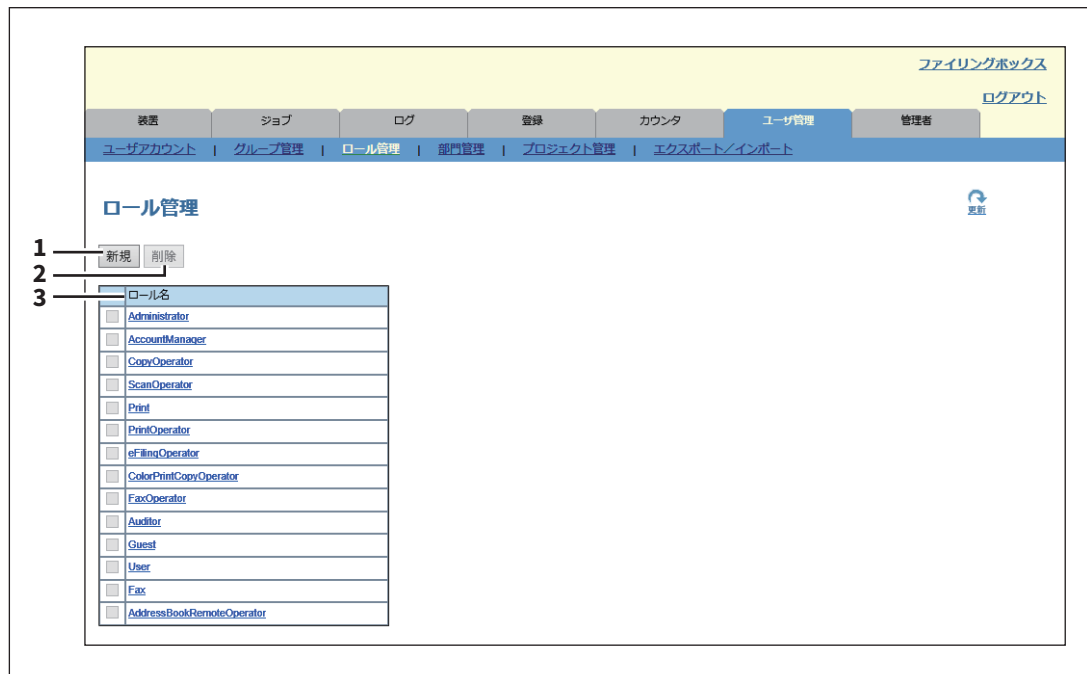 ファイリングボックス
ログアウト
装置 ジョブ ログ 登録 カウンタ ユーザ管理 管理者
ユーザアカウント | グループ管理 | ロール管理 | 部門管理 | プロジェクト管理 | エクスポート／インポート
ロール管理
更新
1
新規 削除
2
3
ロール名
Administrator
AccountManager
CopyOperator
ScanOperator
Print
PrintOperator
eFilingOperator
ColorPrintCopyOperator
FaxOperator
Auditor
Guest
User
Fax
AddressBookRemoteOperator